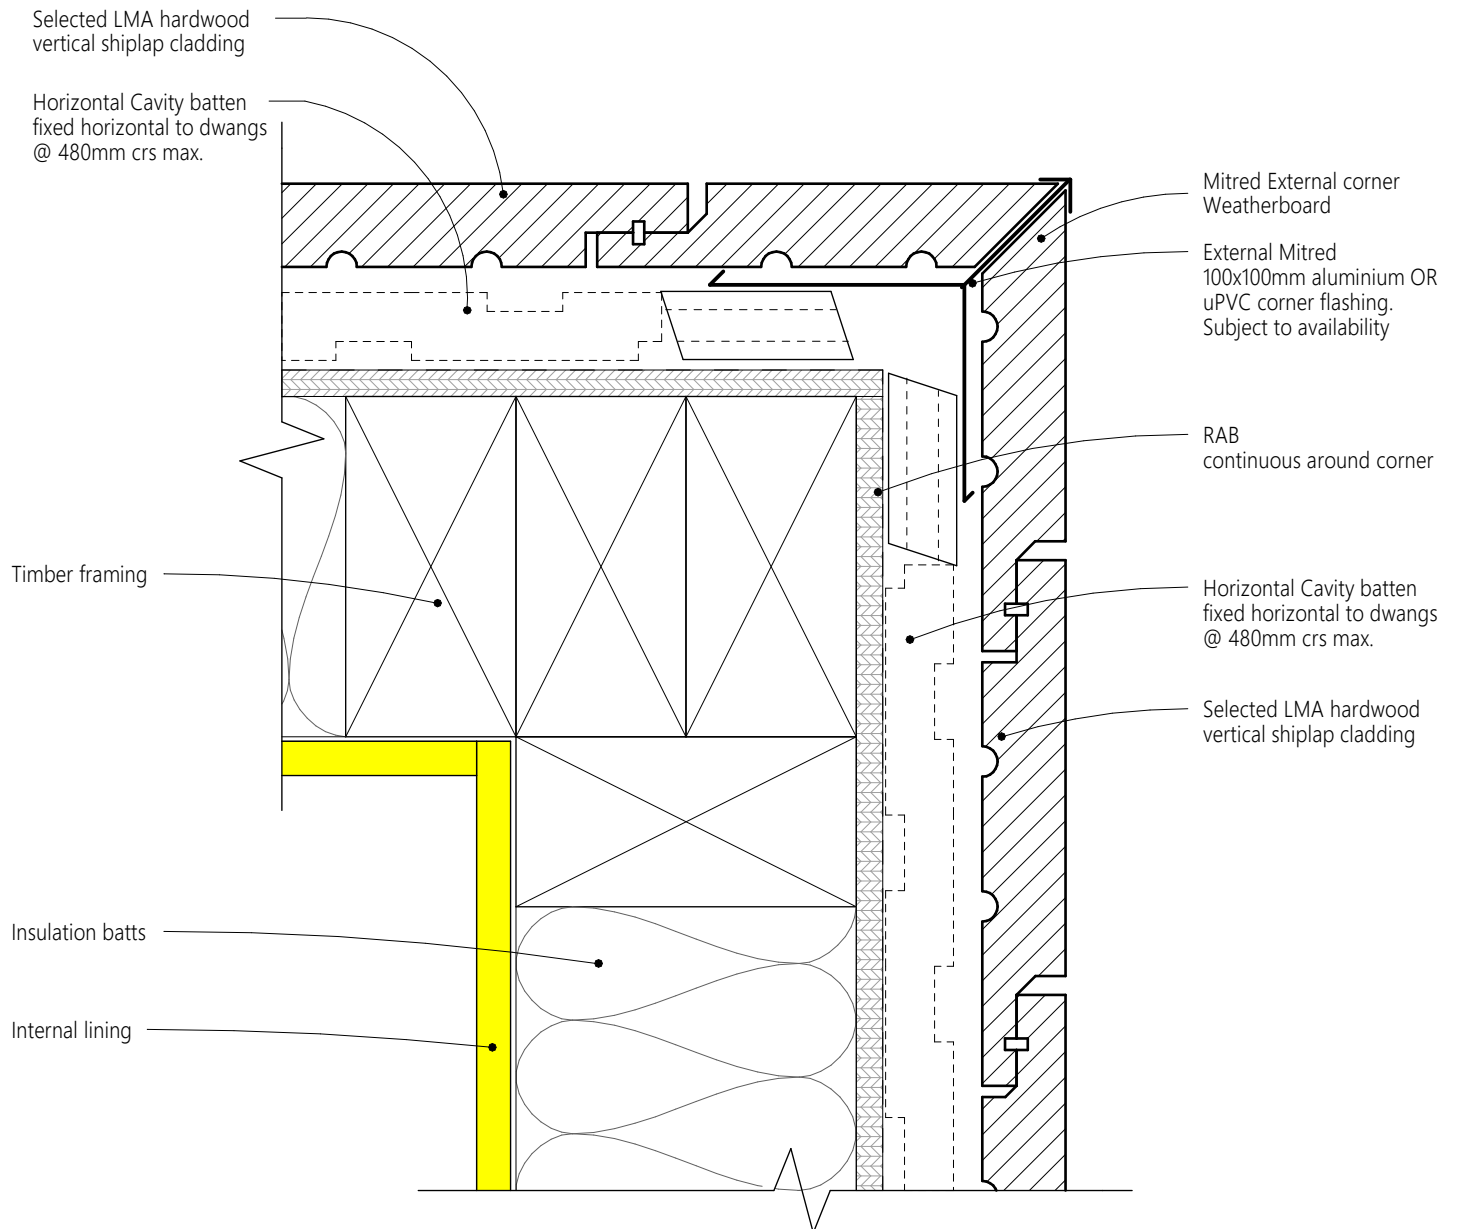 Selected LMA hardwood
vertical shiplap cladding
Horizontal Cavity batten
fixed horizontal to dwangs
@ 480mm crs max.
Mitred External corner
Weatherboard
External Mitred
100x100mm aluminium OR
uPVC corner flashing.
Subject to availability
RAB
continuous around corner
Timber framing
Horizontal Cavity batten
fixed horizontal to dwangs
@ 480mm crs max.
Selected LMA hardwood
vertical shiplap cladding
Insulation batts
Internal lining